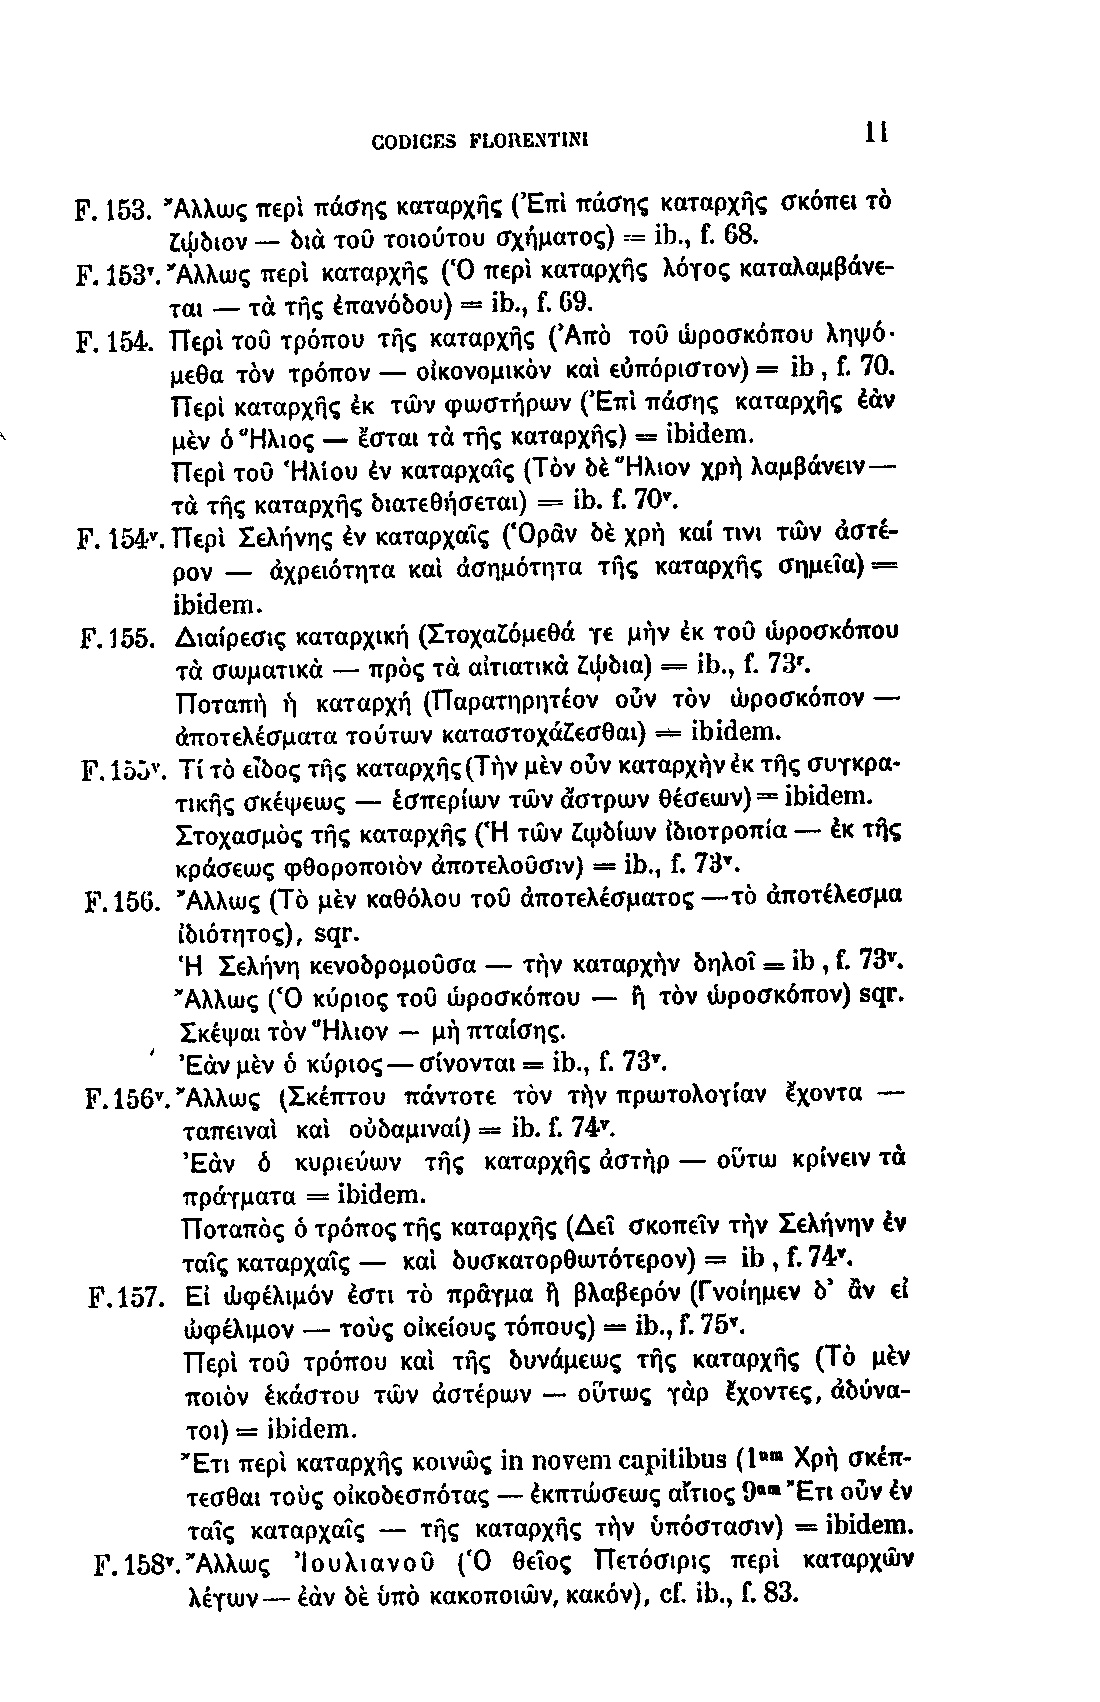 CODICES FLORENTINI
11
F. 153. Ἄλλως περὶ πάσης καταρχῆς (Ἐπὶ πάσης καταρχῆς σκόπει τὸ
ζῴδιον — διὰ τοῦ τοιούτου σχήματος) = ib., f. 68.
F. 153ᵛ. Ἄλλως περὶ καταρχῆς (Ὁ περὶ καταρχῆς λόγος καταλαμβάνε-
ται — τὰ τῆς ἐπανόδου) = ib., f. 69.
F. 154. Περὶ τοῦ τρόπου τῆς καταρχῆς (Ἀπὸ τοῦ ὡροσκόπου ληψό-
μεθα τὸν τρόπον — οἰκονομικὸν καὶ εὐπόριστον) = ib , f. 70.
Περὶ καταρχῆς ἐκ τῶν φωστήρων (Ἐπὶ πάσης καταρχῆς ἐὰν
μὲν ὁ Ἥλιος — ἔσται τὰ τῆς καταρχῆς) = ibidem.
Περὶ τοῦ Ἡλίου ἐν καταρχαῖς (Τὸν δὲ Ἥλιον χρὴ λαμβάνειν —
τὰ τῆς καταρχῆς διατεθήσεται) = ib. f. 70ᵛ.
F. 154ᵛ. Περὶ Σελήνης ἐν καταρχαῖς (Ὁρᾶν δὲ χρὴ καί τινι τῶν ἀστέ-
ρον — ἀχρειότητα καὶ ἀσημότητα τῆς καταρχῆς σημεῖα) =
ibidem.
F. 155. Διαίρεσις καταρχική (Στοχαζόμεθά γε μὴν ἐκ τοῦ ὡροσκόπου
τὰ σωματικὰ — πρὸς τὰ αἰτιατικὰ ζῴδια) = ib., f. 73ʳ.
Ποταπὴ ἡ καταρχή (Παρατηρητέον οὖν τὸν ὡροσκόπον —
ἀποτελέσματα τούτων καταστοχάζεσθαι) = ibidem.
F. 155ᵛ. Τί τὸ εἶδος τῆς καταρχῆς (Τὴν μὲν οὖν καταρχὴν ἐκ τῆς συγκρα-
τικῆς σκέψεως — ἑσπερίων τῶν ἄστρων θέσεων) = ibidem.
Στοχασμὸς τῆς καταρχῆς (Ἡ τῶν ζῳδίων ἰδιοτροπία — ἐκ τῆς
κράσεως φθοροποιὸν ἀποτελοῦσιν) = ib., f. 73ᵛ.
F. 156. Ἄλλως (Τὸ μὲν καθόλου τοῦ ἀποτελέσματος — τὸ ἀποτέλεσμα
ἰδιότητος), sqr.
Ἡ Σελήνη κενοδρομοῦσα — τὴν καταρχὴν δηλοῖ = ib , f. 73ᵛ.
Ἄλλως (Ὁ κύριος τοῦ ὡροσκόπου — ἢ τὸν ὡροσκόπον) sqr.
Σκέψαι τὸν Ἥλιον — μὴ πταίσης.
Ἐὰν μὲν ὁ κύριος — σίνονται = ib., f. 73ᵛ.
F. 156ᵛ. Ἄλλως (Σκέπτου πάντοτε τὸν τὴν πρωτολογίαν ἔχοντα —
ταπειναὶ καὶ οὐδαμιναί) = ib. f. 74ᵛ.
Ἐὰν ὁ κυριεύων τῆς καταρχῆς ἀστὴρ — οὕτω κρίνειν τὰ
πράγματα = ibidem.
Ποταπὸς ὁ τρόπος τῆς καταρχῆς (Δεῖ σκοπεῖν τὴν Σελήνην ἐν
ταῖς καταρχαῖς — καὶ δυσκατορθωτότερον) = ib , f. 74ᵛ.
F. 157. Εἰ ὠφέλιμόν ἐστι τὸ πρᾶγμα ἢ βλαβερόν (Γνοίημεν δ’ ἂν εἰ
ὠφέλιμον — τοὺς οἰκείους τόπους) = ib., f. 75ᵛ.
Περὶ τοῦ τρόπου καὶ τῆς δυνάμεως τῆς καταρχῆς (Τὸ μὲν
ποιὸν ἑκάστου τῶν ἀστέρων — οὕτως γὰρ ἔχοντες, ἀδύνα-
τοι) = ibidem.
Ἔτι περὶ καταρχῆς κοινῶς in novem capitibus (1ᵘᵐ Χρὴ σκέπ-
τεσθαι τοὺς οἰκοδεσπότας — ἐκπτώσεως αἴτιος 9ᵘᵐ Ἔτι οὖν ἐν
ταῖς καταρχαῖς — τῆς καταρχῆς τὴν ὑπόστασιν) = ibidem.
F. 158ᵛ. Ἄλλως Ἰουλιανοῦ (Ὁ θεῖος Πετόσιρις περὶ καταρχῶν
λέγων — ἐὰν δὲ ὑπὸ κακοποιῶν, κακόν), cf. ib., f. 83.